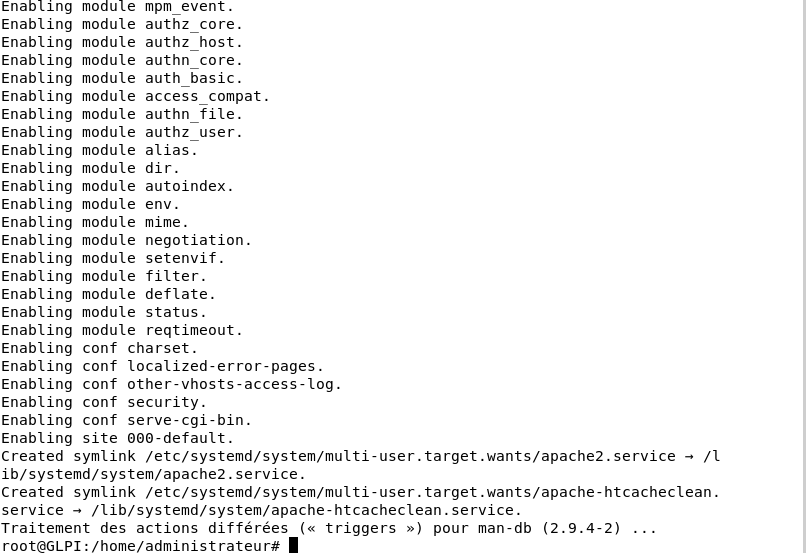 Enabling module mpm_event.
Enabling module authz_core.
Enabling module authz_host.
Enabling module authn_core.
Enabling module auth_basic.
Enabling module access_compat.
Enabling module authn_file.
Enabling module authz_user.
Enabling module alias.
Enabling module dir.
Enabling module autoindex.
Enabling module env.
Enabling module mime.
Enabling module negotiation.
Enabling module setenvif.
Enabling module filter.
Enabling module deflate.
Enabling module status.
Enabling module reqtimeout.
Enabling conf charset.
Enabling conf localized-error-pages.
Enabling conf other-vhosts-access-log.
Enabling conf security.
Enabling conf serve-cgi-bin.
Enabling site 000-default.
Created symlink /etc/systemd/system/multi-user.target.wants/apache2.service → /l
ib/systemd/system/apache2.service.
Created symlink /etc/systemd/system/multi-user.target.wants/apache-htcacheclean.
service → /lib/systemd/system/apache-htcacheclean.service.
Traitement des actions différées (« triggers ») pour man-db (2.9.4-2) ...
root@GLPI:/home/administrateur#